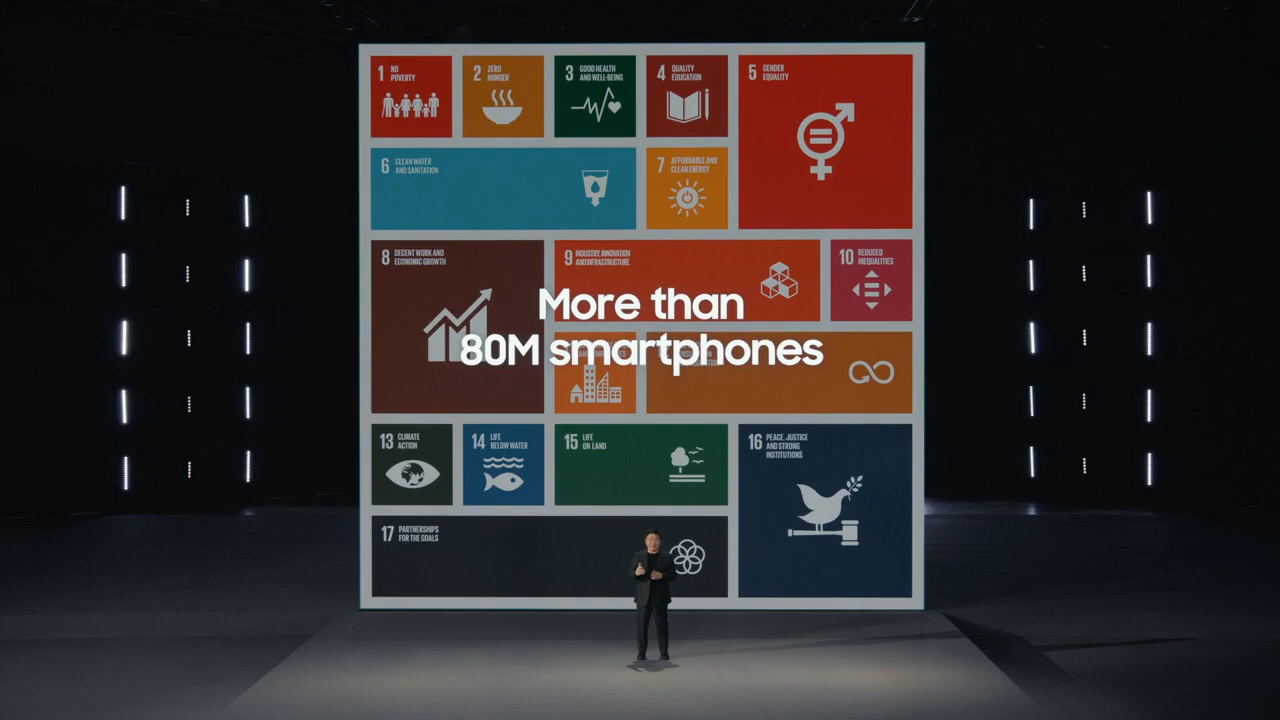 1 NO
POVERTY
2 ZERO
HUNGER
3 GOOD HEALTH
AND WELL-BEING
4 QUALITY
EDUCATION
5 GENDER
EQUALITY
6 CLEAN WATER
AND SANITATION
7 AFFORDABLE AND
CLEAN ENERGY
8 DECENT WORK AND
ECONOMIC GROWTH
9 INDUSTRY, INNOVATION
AND INFRASTRUCTURE
10 REDUCED
INEQUALITIES
More than
80M smartphones
13 CLIMATE
ACTION
14 LIFE
BELOW WATER
15 LIFE
ON LAND
16 PEACE, JUSTICE
AND STRONG
INSTITUTIONS
17 PARTNERSHIPS
FOR THE GOALS